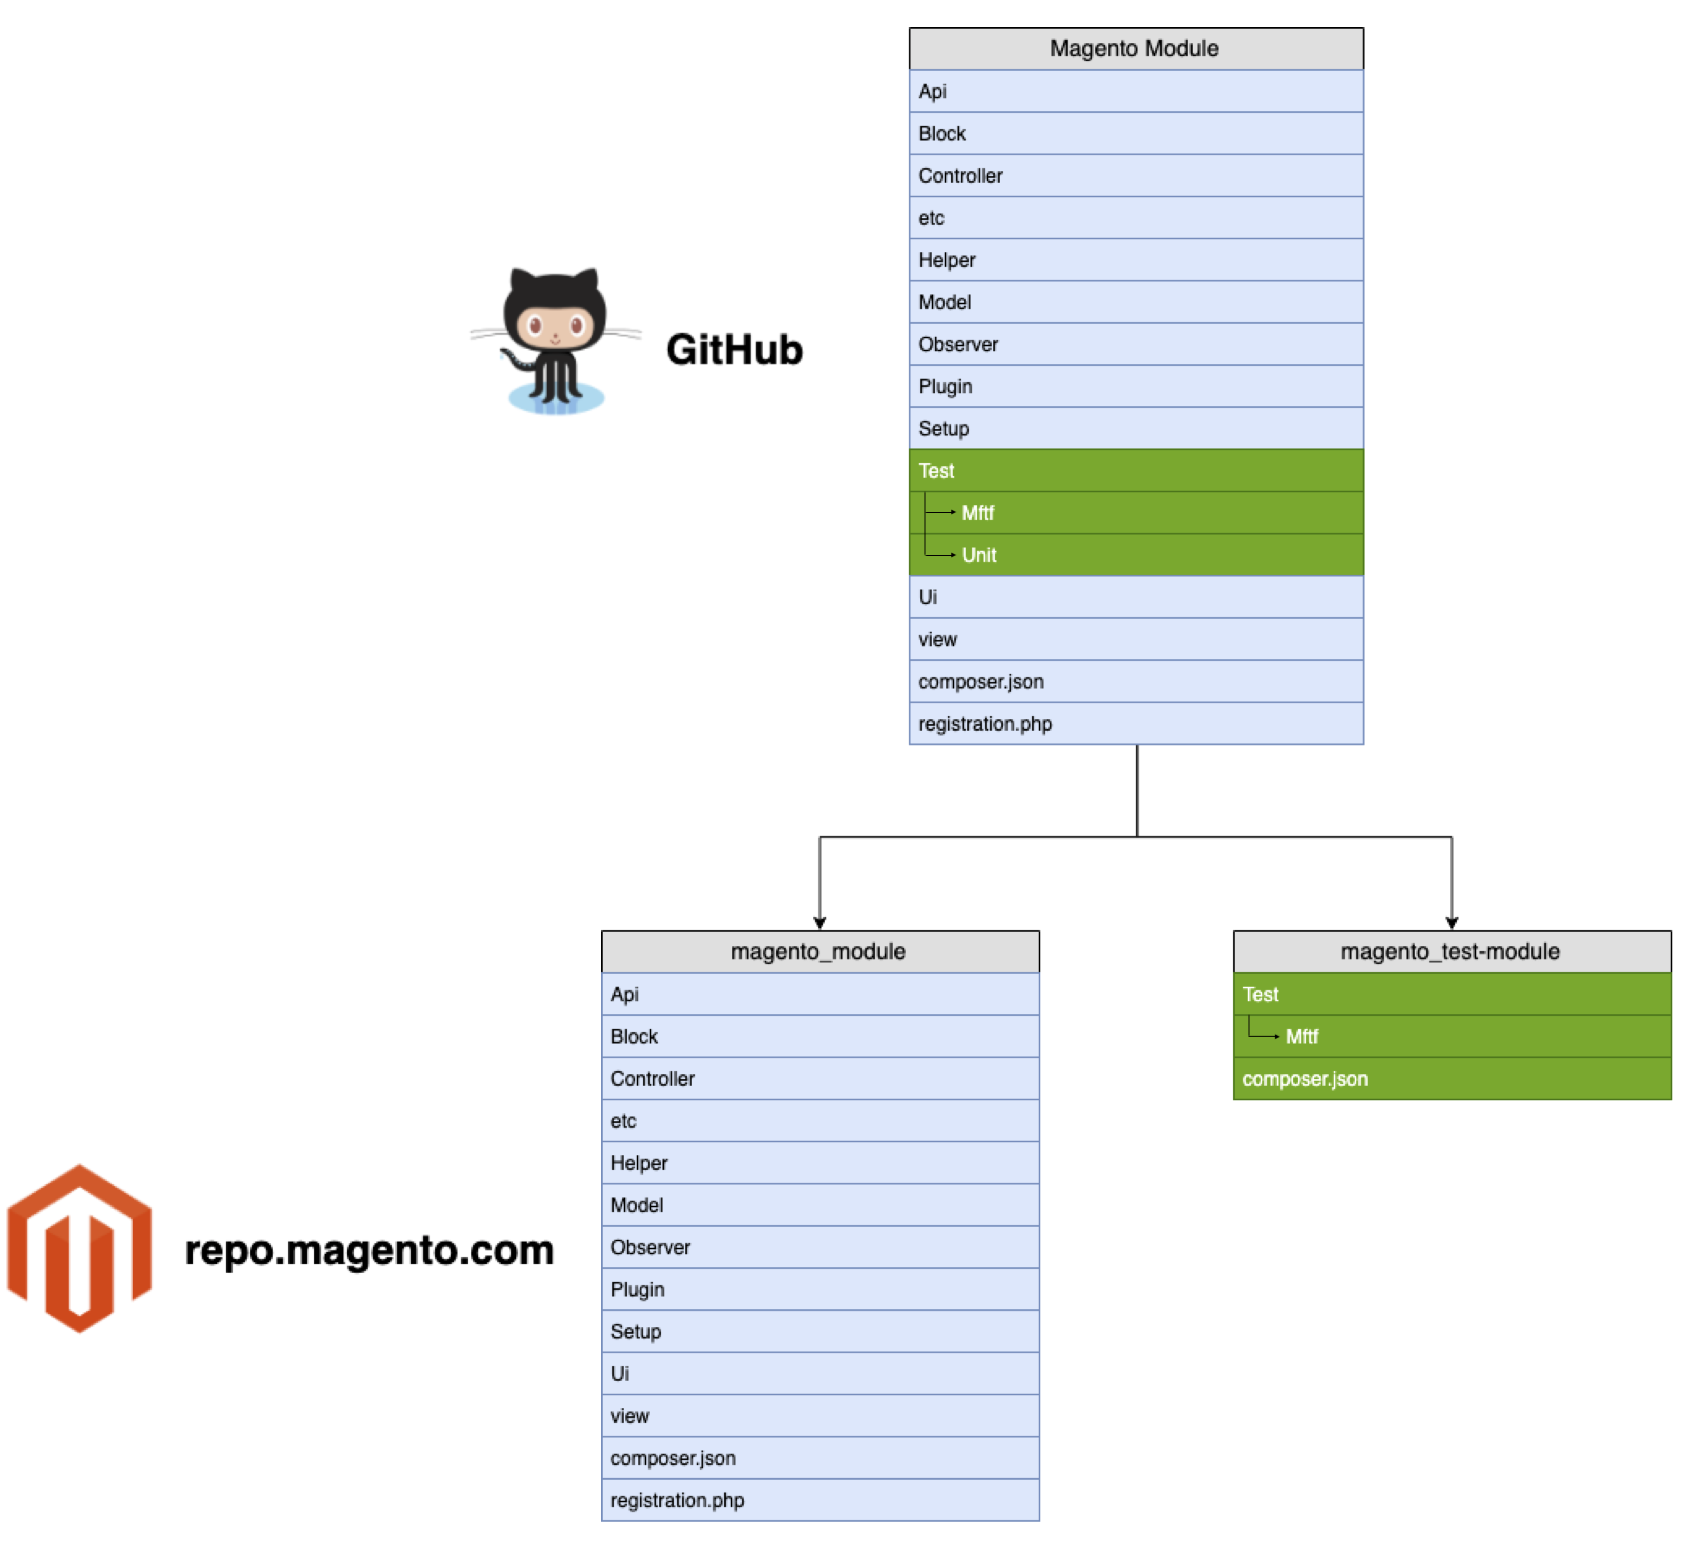 Magento Module
Api
Block
Controller
etc
Helper
Model
Observer
Plugin
Setup
Test
Mftf
Unit
Ui
view
composer.json
registration.php
GitHub
magento_module
Api
Block
Controller
etc
Helper
Model
Observer
Plugin
Setup
Ui
view
composer.json
registration.php
magento_test-module
Test
Mftf
composer.json
repo.magento.com